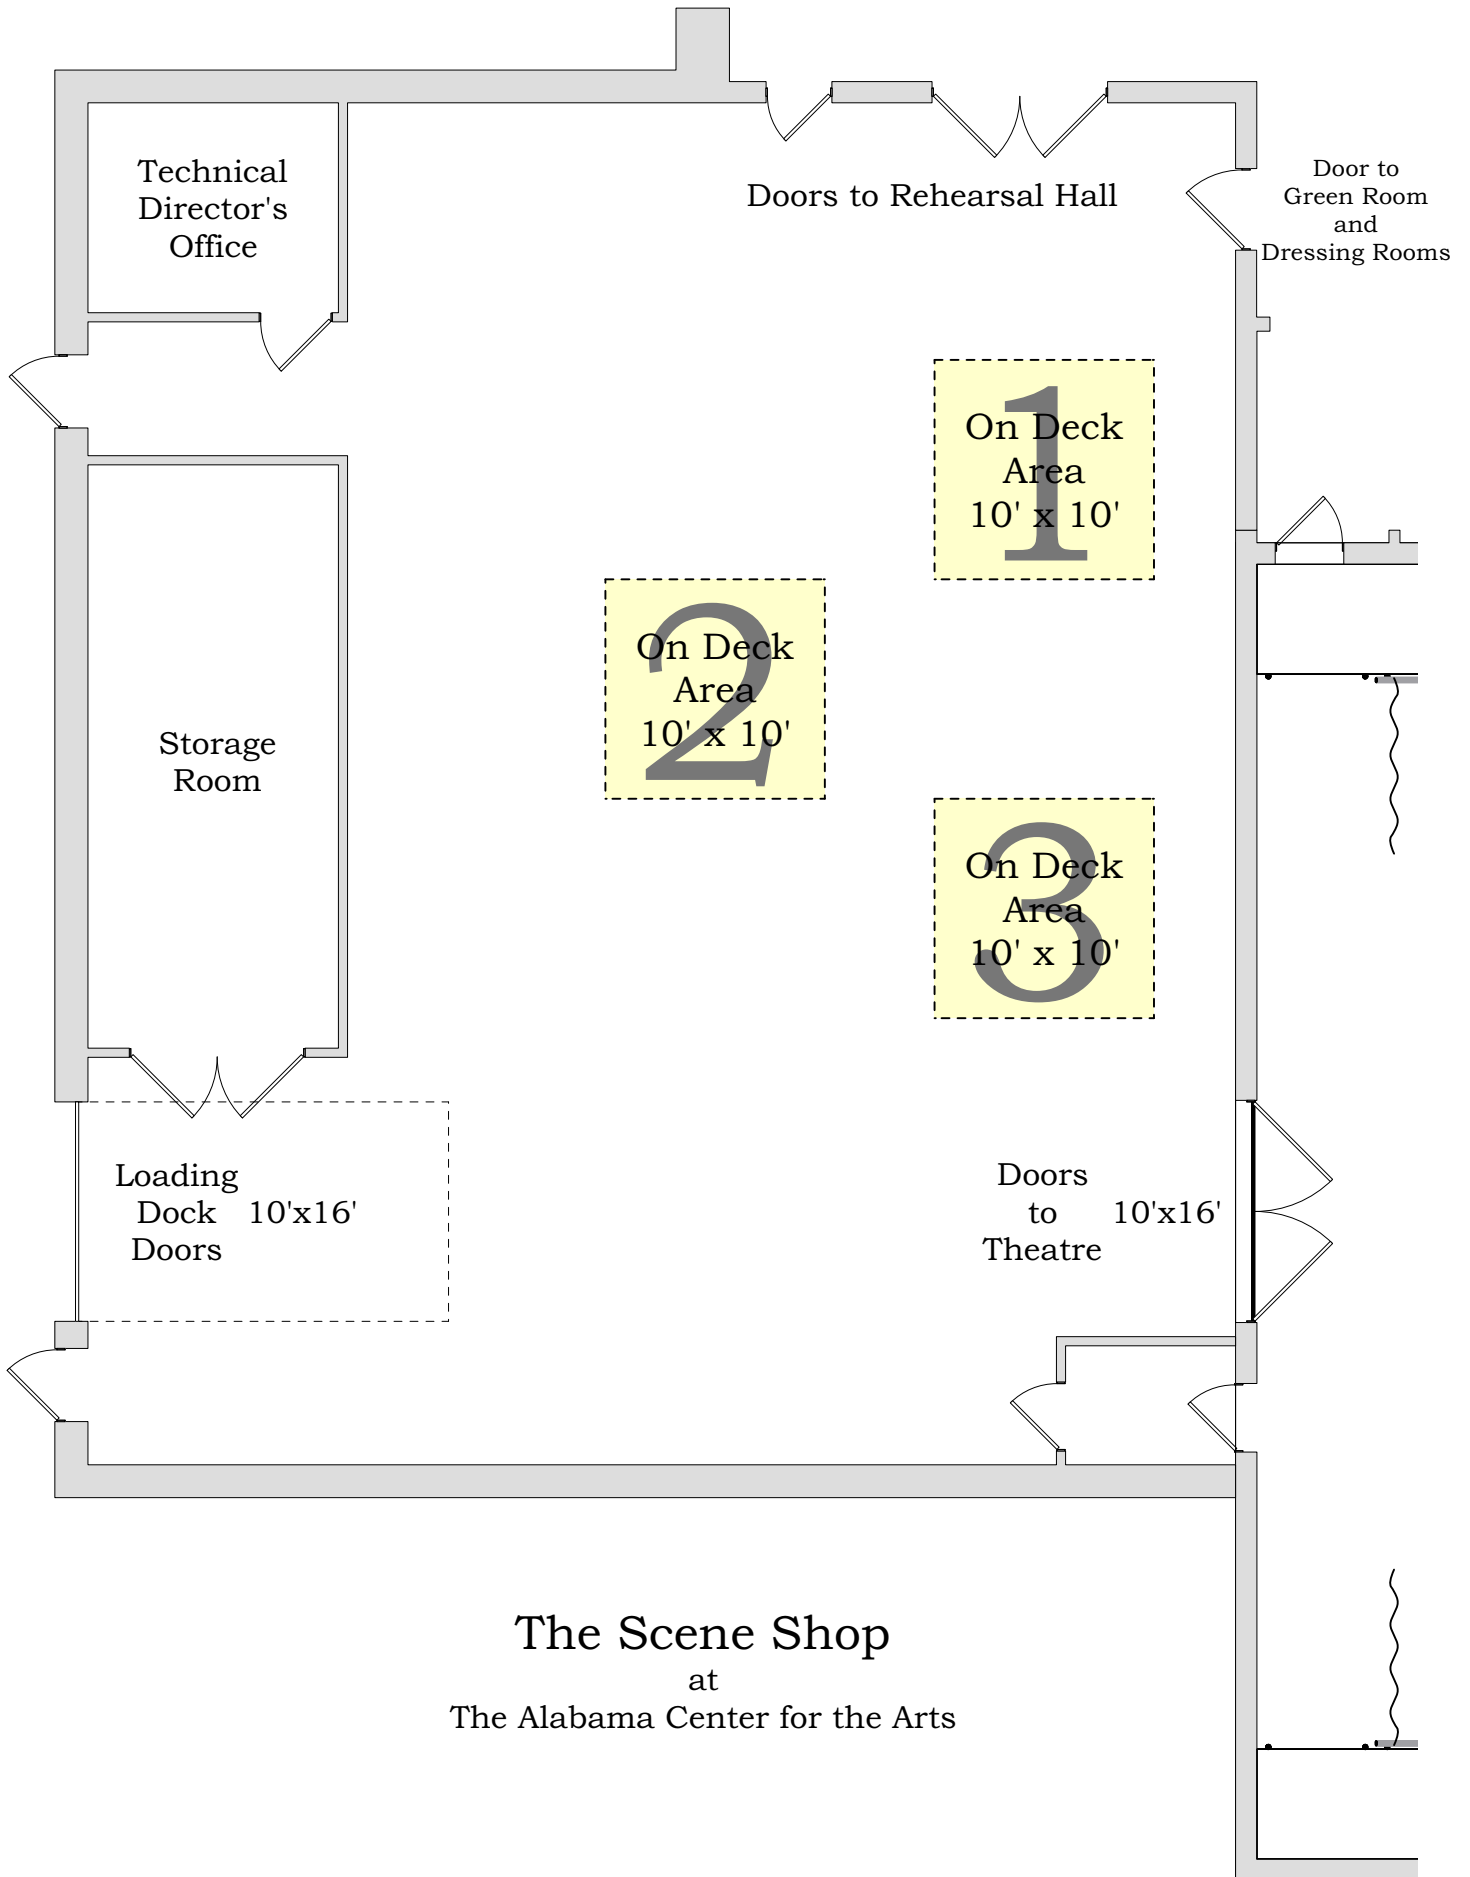 Technical
Director's
Office
Doors to Rehearsal Hall
Door to
Green Room
and
Dressing Rooms
1
On Deck
Area
10' x 10'
2
On Deck
Area
10' x 10'
Storage
Room
3
On Deck
Area
10' x 10'
Loading
Dock
Doors
10'x16'
Doors
to
Theatre
10'x16'
The Scene Shop
at
The Alabama Center for the Arts